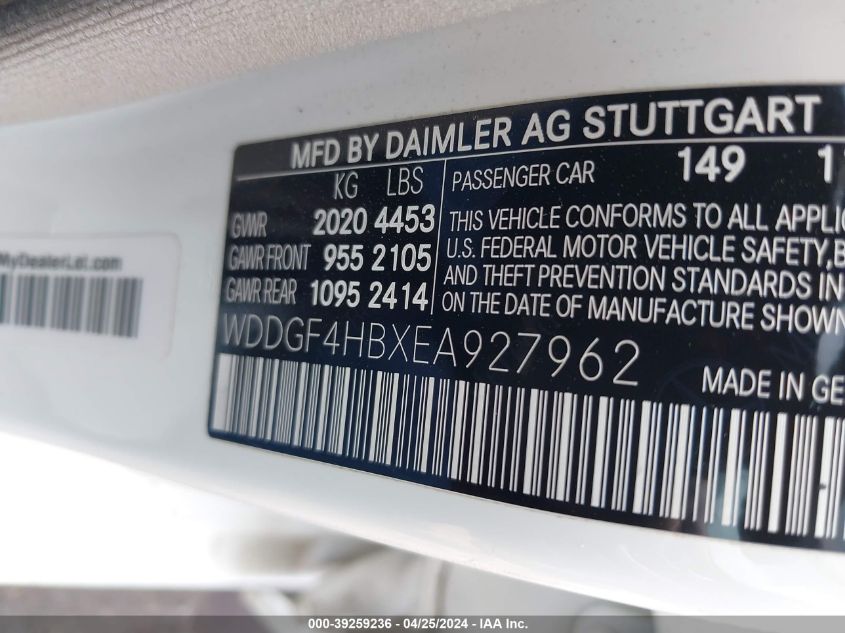 MFD BY DAIMLER AG STUTTGART
KG LBS
GVWR 2020 4453
GAWR FRONT 955 2105
GAWR REAR 1095 2414
PASSENGER CAR 149
THIS VEHICLE CONFORMS TO ALL APPLIC
U.S. FEDERAL MOTOR VEHICLE SAFETY,B
AND THEFT PREVENTION STANDARDS IN-
ON THE DATE OF MANUFACTURE SHOWN
WDDGF4HBXEA927962
MADE IN GE
MyDealerLot.com
000-39259236 - 04/25/2024 - IAA Inc.